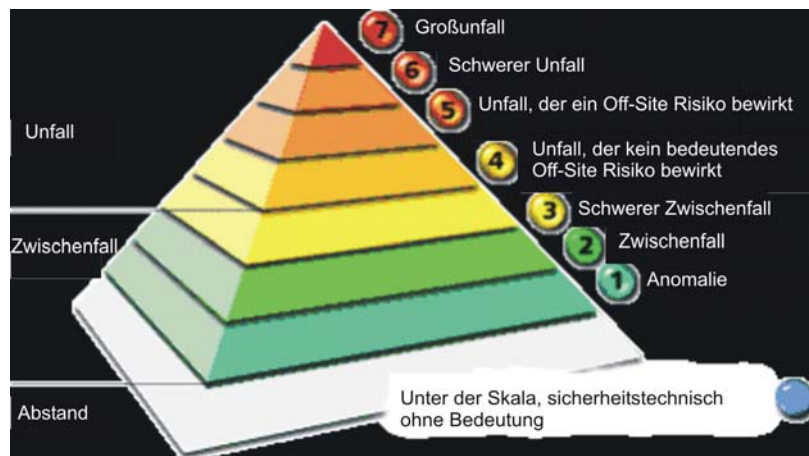 7 Großunfall
6 Schwerer Unfall
5 Unfall, der ein Off-Site Risiko bewirkt
Unfall
4 Unfall, der kein bedeutendes
Off-Site Risiko bewirkt
3 Schwerer Zwischenfall
Zwischenfall
2 Zwischenfall
1 Anomalie
Abstand
Unter der Skala, sicherheitstechnisch
ohne Bedeutung